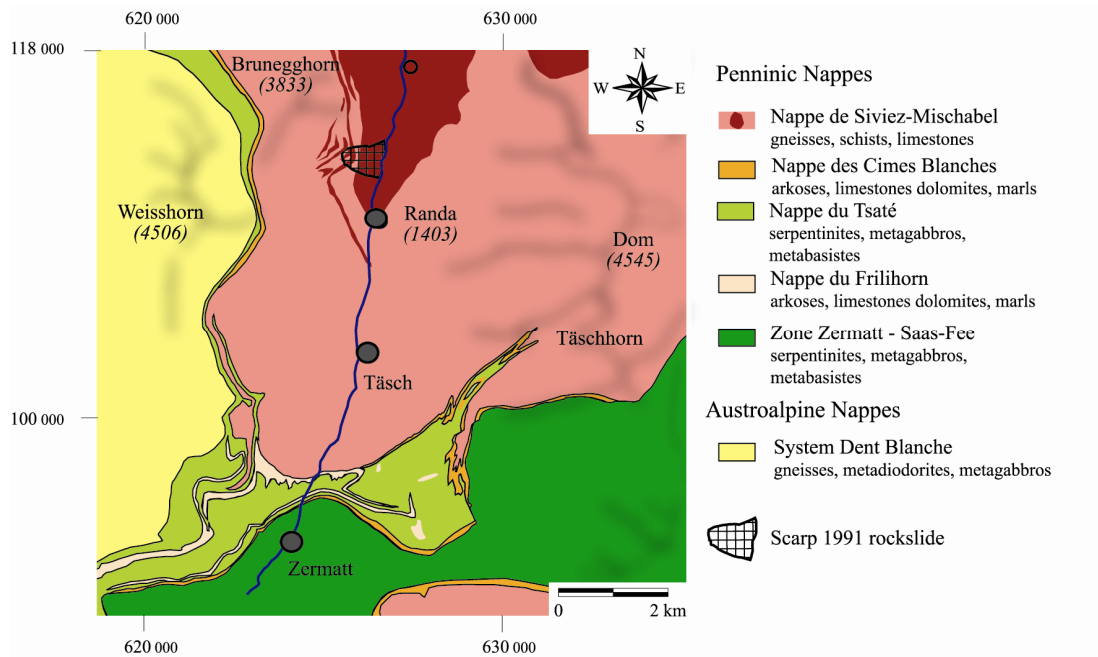 620 000
630 000
118 000
Brunegghorn
(3833)
N
W
E
S
Weisshorn
(4506)
Randa
(1403)
Dom
(4545)
Täschhorn
Täsch
100 000
Zermatt
0
2 km
620 000
630 000
Penninic Nappes
Nappe de Siviez-Mischabel
gneisses, schists, limestones
Nappe des Cimes Blanches
arkoses, limestones dolomites, marls
Nappe du Tsaté
serpentinites, metagabbros,
metabasistes
Nappe du Frilihorn
arkoses, limestones dolomites, marls
Zone Zermatt - Saas-Fee
serpentinites, metagabbros,
metabasistes
Austroalpine Nappes
System Dent Blanche
gneisses, metadiodorites, metagabbros
Scarp 1991 rockslide